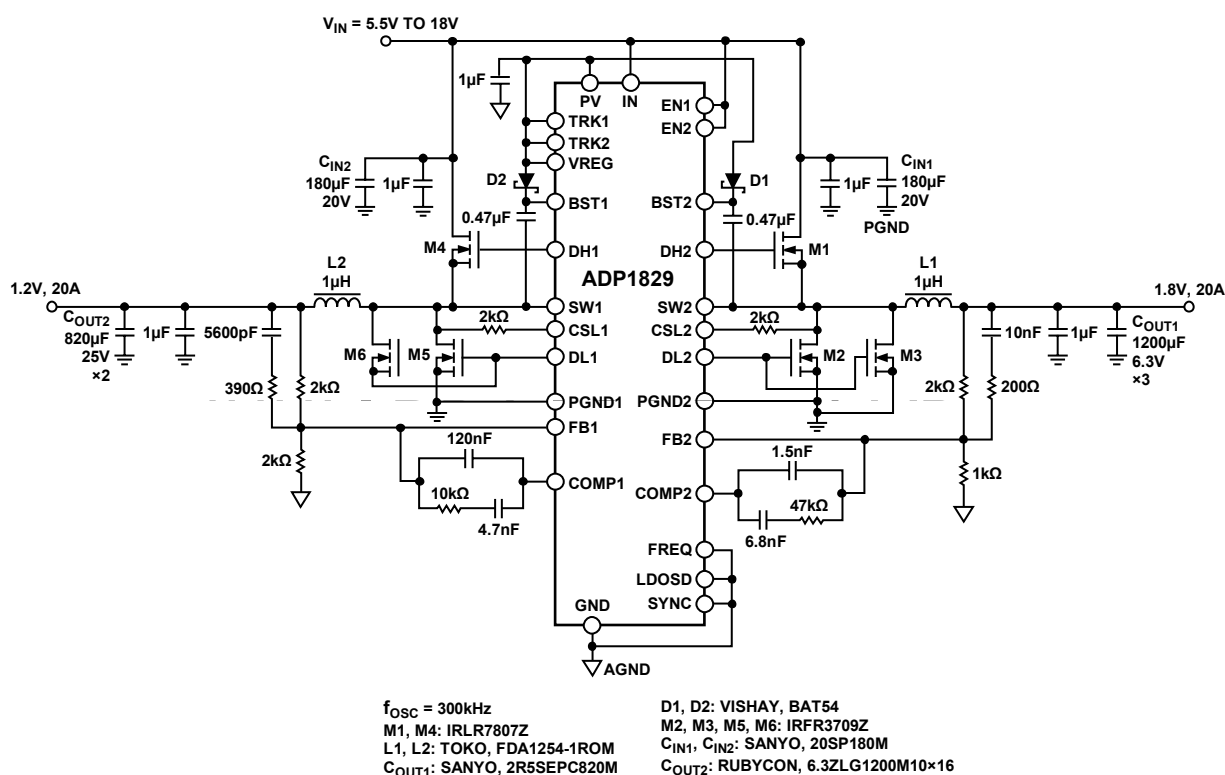 V_IN = 5.5V TO 18V
1µF
PV
IN
EN1
EN2
TRK1
TRK2
VREG
C_IN2
180µF
20V
1µF
D2
D1
1µF
C_IN1
180µF
20V
PGND
BST1
BST2
0.47µF
0.47µF
M4
DH1
DH2
M1
ADP1829
L2
1µH
L1
1µH
1.2V, 20A
SW1
SW2
1.8V, 20A
C_OUT2
820µF
25V
×2
1µF
5600pF
2kΩ
CSL1
CSL2
2kΩ
10nF
1µF
C_OUT1
1200µF
6.3V
×3
M6
M5
DL1
DL2
M2
M3
390Ω
2kΩ
PGND1
PGND2
2kΩ
200Ω
FB1
FB2
2kΩ
120nF
1.5nF
1kΩ
COMP1
COMP2
10kΩ
4.7nF
47kΩ
6.8nF
FREQ
LDOSD
SYNC
GND
AGND
f_OSC = 300kHz
M1, M4: IRLR7807Z
L1, L2: TOKO, FDA1254-1ROM
C_OUT1: SANYO, 2R5SEPC820M
D1, D2: VISHAY, BAT54
M2, M3, M5, M6: IRFR3709Z
C_IN1, C_IN2: SANYO, 20SP180M
C_OUT2: RUBYCON, 6.3ZLG1200M10×16